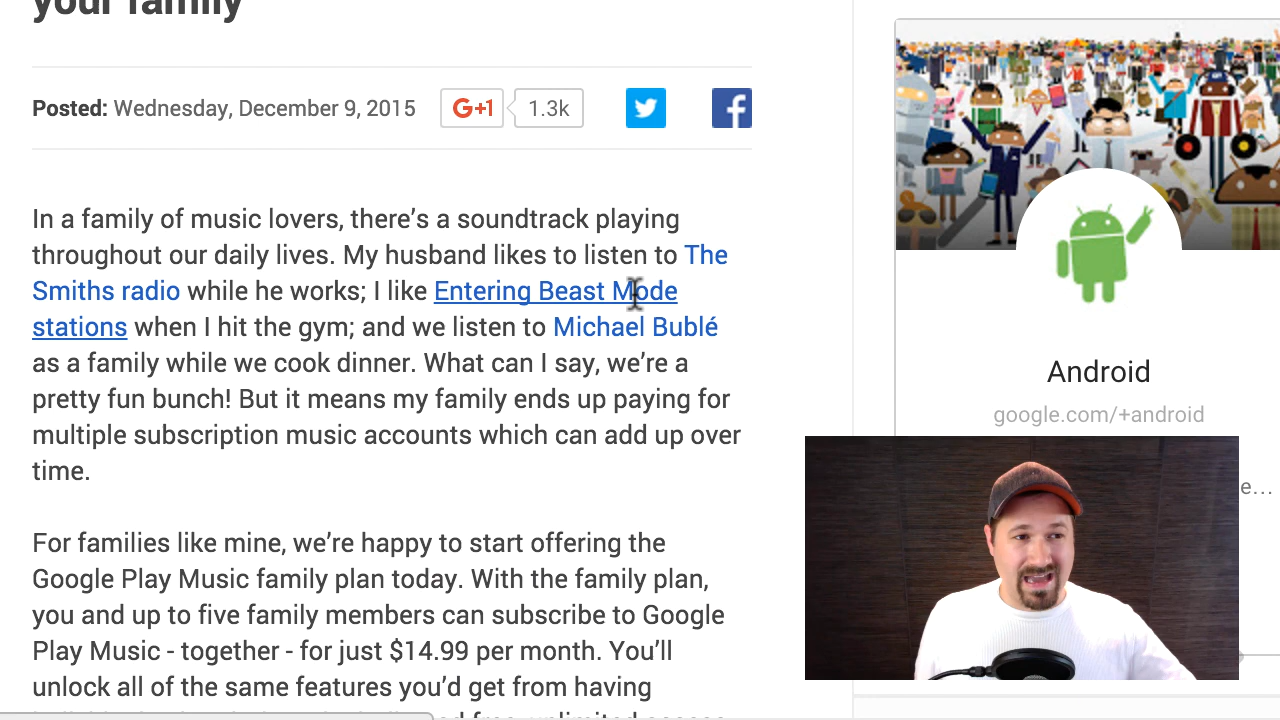 your family
Posted: Wednesday, December 9, 2015
G+1
1.3k
In a family of music lovers, there’s a soundtrack playing
throughout our daily lives. My husband likes to listen to The
Smiths radio while he works; I like Entering Beast Mode
stations when I hit the gym; and we listen to Michael Bublé
as a family while we cook dinner. What can I say, we’re a
pretty fun bunch! But it means my family ends up paying for
multiple subscription music accounts which can add up over
time.
For families like mine, we’re happy to start offering the
Google Play Music family plan today. With the family plan,
you and up to five family members can subscribe to Google
Play Music - together - for just $14.99 per month. You’ll
unlock all of the same features you’d get from having
Android
google.com/+android
e...